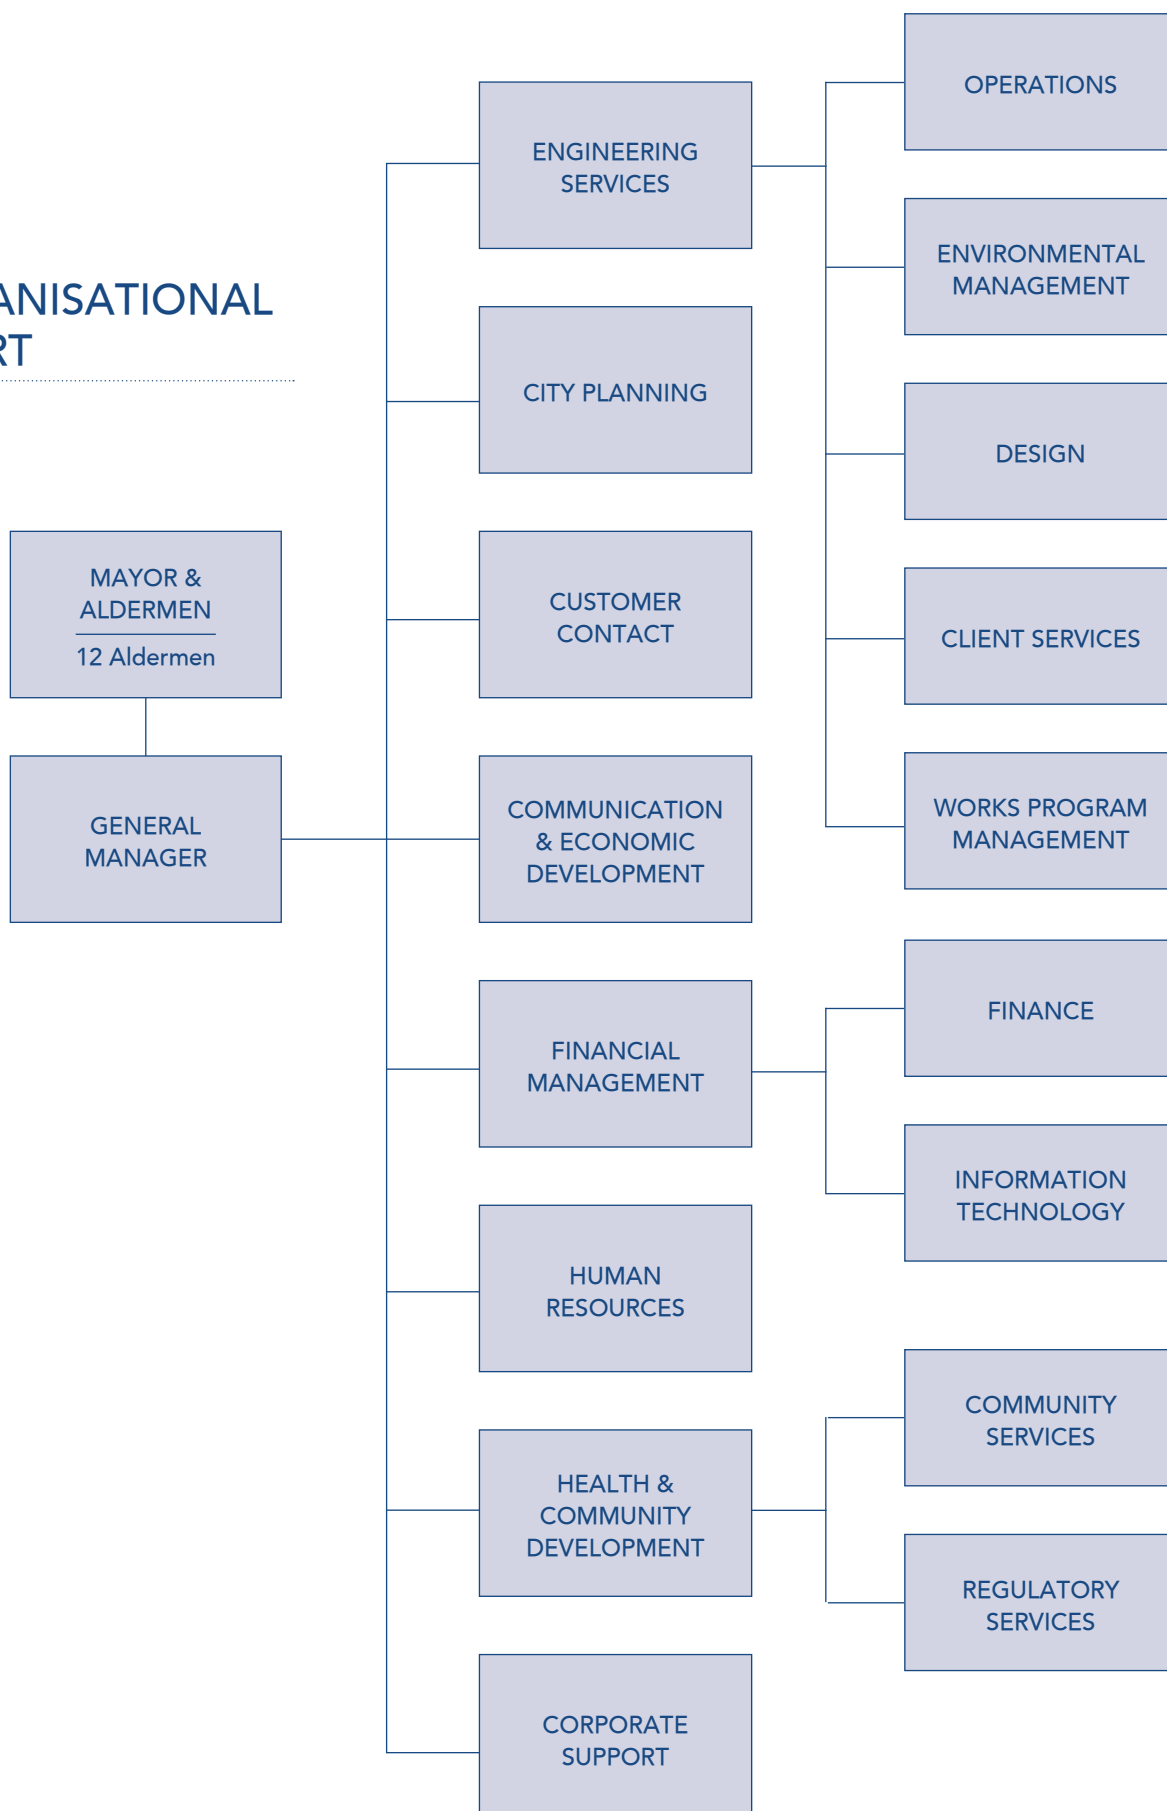 ANISATIONAL
RT
MAYOR &
ALDERMEN
12 Aldermen
GENERAL
MANAGER
ENGINEERING
SERVICES
CITY PLANNING
CUSTOMER
CONTACT
COMMUNICATION
& ECONOMIC
DEVELOPMENT
FINANCIAL
MANAGEMENT
HUMAN
RESOURCES
HEALTH &
COMMUNITY
DEVELOPMENT
CORPORATE
SUPPORT
OPERATIONS
ENVIRONMENTAL
MANAGEMENT
DESIGN
CLIENT SERVICES
WORKS PROGRAM
MANAGEMENT
FINANCE
INFORMATION
TECHNOLOGY
COMMUNITY
SERVICES
REGULATORY
SERVICES